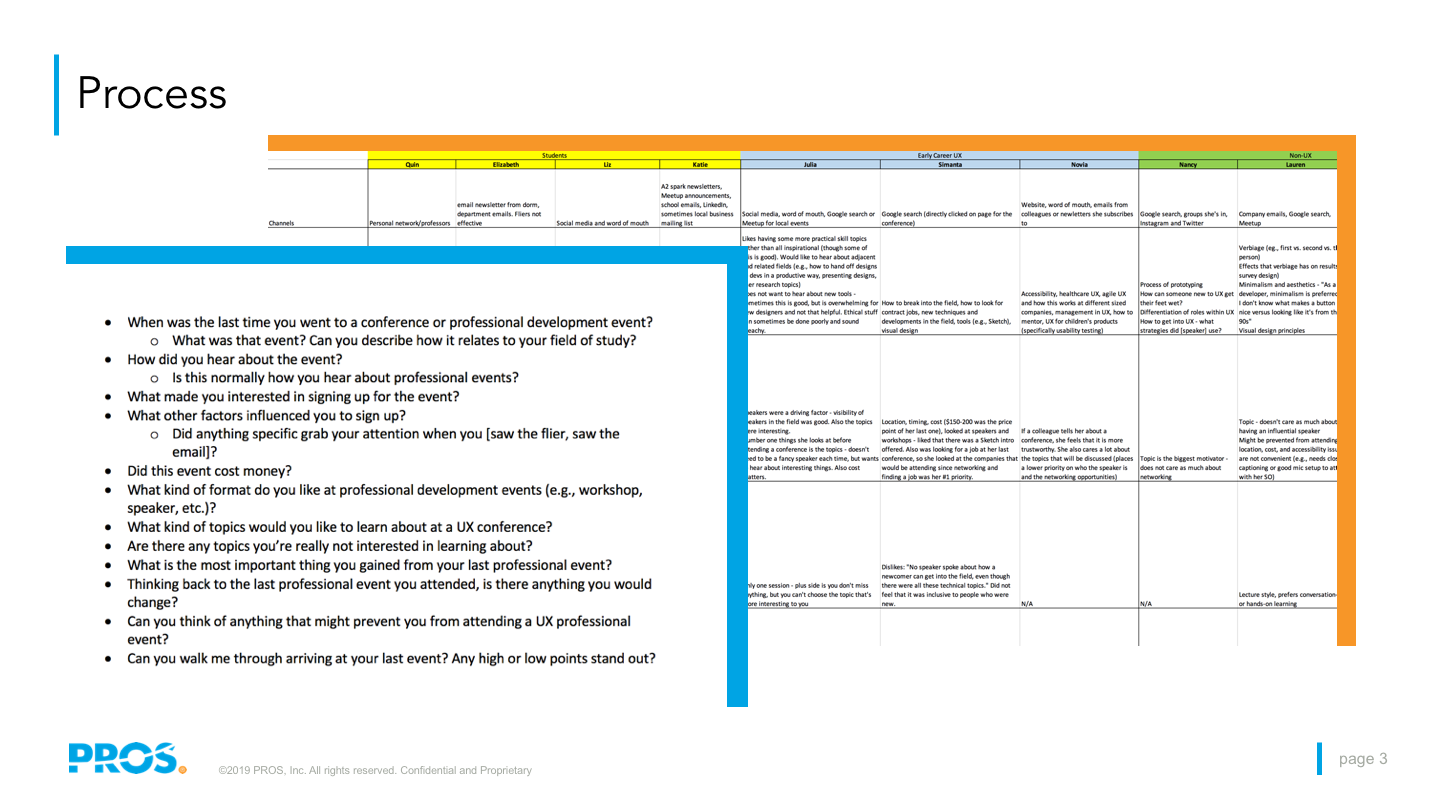 Process
Students
Early Career UX
Non-UX
Quin
Elizabeth
Liz
Katie
Julia
Simanta
Novia
Nancy
Lauren
Channels
Personal network/professors
email newsletter from dorm,
department emails. Fliers not
effective
Social media and word of mouth
A2 spark newsletters,
Meetup announcements,
school emails, LinkedIn,
sometimes local business
mailing list
Social media, word of mouth, Google search or
Meetup for local events
Google search (directly clicked on page for the
conference)
Website, word of mouth, emails from
colleagues or newletters she subscribes
to
Google search, groups she's in,
Instagram and Twitter
Company emails, Google search,
Meetup
Likes having some more practical skill topics
ther than all inspirational (though some of
is is good). Would like to hear about adjacent
d related fields (e.g., how to hand off designs
devs in a productive way, presenting designs,
er research topics)
oes not want to hear about new tools -
ometimes this is good, but is overwhelming for
w designers and not that helpful. Ethical stuff
n sometimes be done poorly and sound
eachy.
How to break into the field, how to look for
contract jobs, new techniques and
developments in the field, tools (e.g., Sketch),
visual design
Accessibility, healthcare UX, agile UX
and how this works at different sized
companies, management in UX, how to
mentor, UX for children's products
(specifically usability testing)
Process of prototyping
How can someone new to UX get
their feet wet?
Differentiation of roles within UX
How to get into UX - what
strategies did [speaker] use?
Verbiage (eg., first vs. second vs. th
person)
Effects that verbiage has on results
survey design)
Minimalism and aesthetics - "As a
developer, minimalism is preferred
I don't know what makes a button
nice versus looking like it's from th
90s"
Visual design principles
eakers were a driving factor - visibility of
eakers in the field was good. Also the topics
ere interesting.
umber one things she looks at before
tending a conference is the topics - doesn't
ed to be a fancy speaker each time, but wants
hear about interesting things. Also cost
atters.
Location, timing, cost ($150-200 was the price
point of her last one), looked at speakers and
workshops - liked that there was a Sketch intro
offered. Also was looking for a job at her last
conference, so she looked at the companies that
would be attending since networking and
finding a job was her #1 priority.
If a colleague tells her about a
conference, she feels that it is more
trustworthy. She also cares a lot about
the topics that will be discussed (places
a lower priority on who the speaker is
and the networking opportunities)
Topic is the biggest motivator -
does not care as much about
networking
Topic - doesn't care as much about
having an influential speaker
Might be prevented from attending
location, cost, and accessibility issu
are not convenient (e.g., needs clos
captioning or good mic setup to att
with her SO)
nly one session - plus side is you don't miss
ything, but you can't choose the topic that's
ore interesting to you
Dislikes: "No speaker spoke about how a
newcomer can get into the field, even though
there were all these technical topics." Did not
feel that it was inclusive to people who were
new.
N/A
N/A
Lecture style, prefers conversation
or hands-on learning
• When was the last time you went to a conference or professional development event?
o What was that event? Can you describe how it relates to your field of study?
• How did you hear about the event?
o Is this normally how you hear about professional events?
• What made you interested in signing up for the event?
• What other factors influenced you to sign up?
o Did anything specific grab your attention when you [saw the flier, saw the
email]?
• Did this event cost money?
• What kind of format do you like at professional development events (e.g., workshop,
speaker, etc.)?
• What kind of topics would you like to learn about at a UX conference?
• Are there any topics you're really not interested in learning about?
• What is the most important thing you gained from your last professional event?
• Thinking back to the last professional event you attended, is there anything you would
change?
• Can you think of anything that might prevent you from attending a UX professional
event?
• Can you walk me through arriving at your last event? Any high or low points stand out?
PROS
©2019 PROS, Inc. All rights reserved. Confidential and Proprietary
page 3